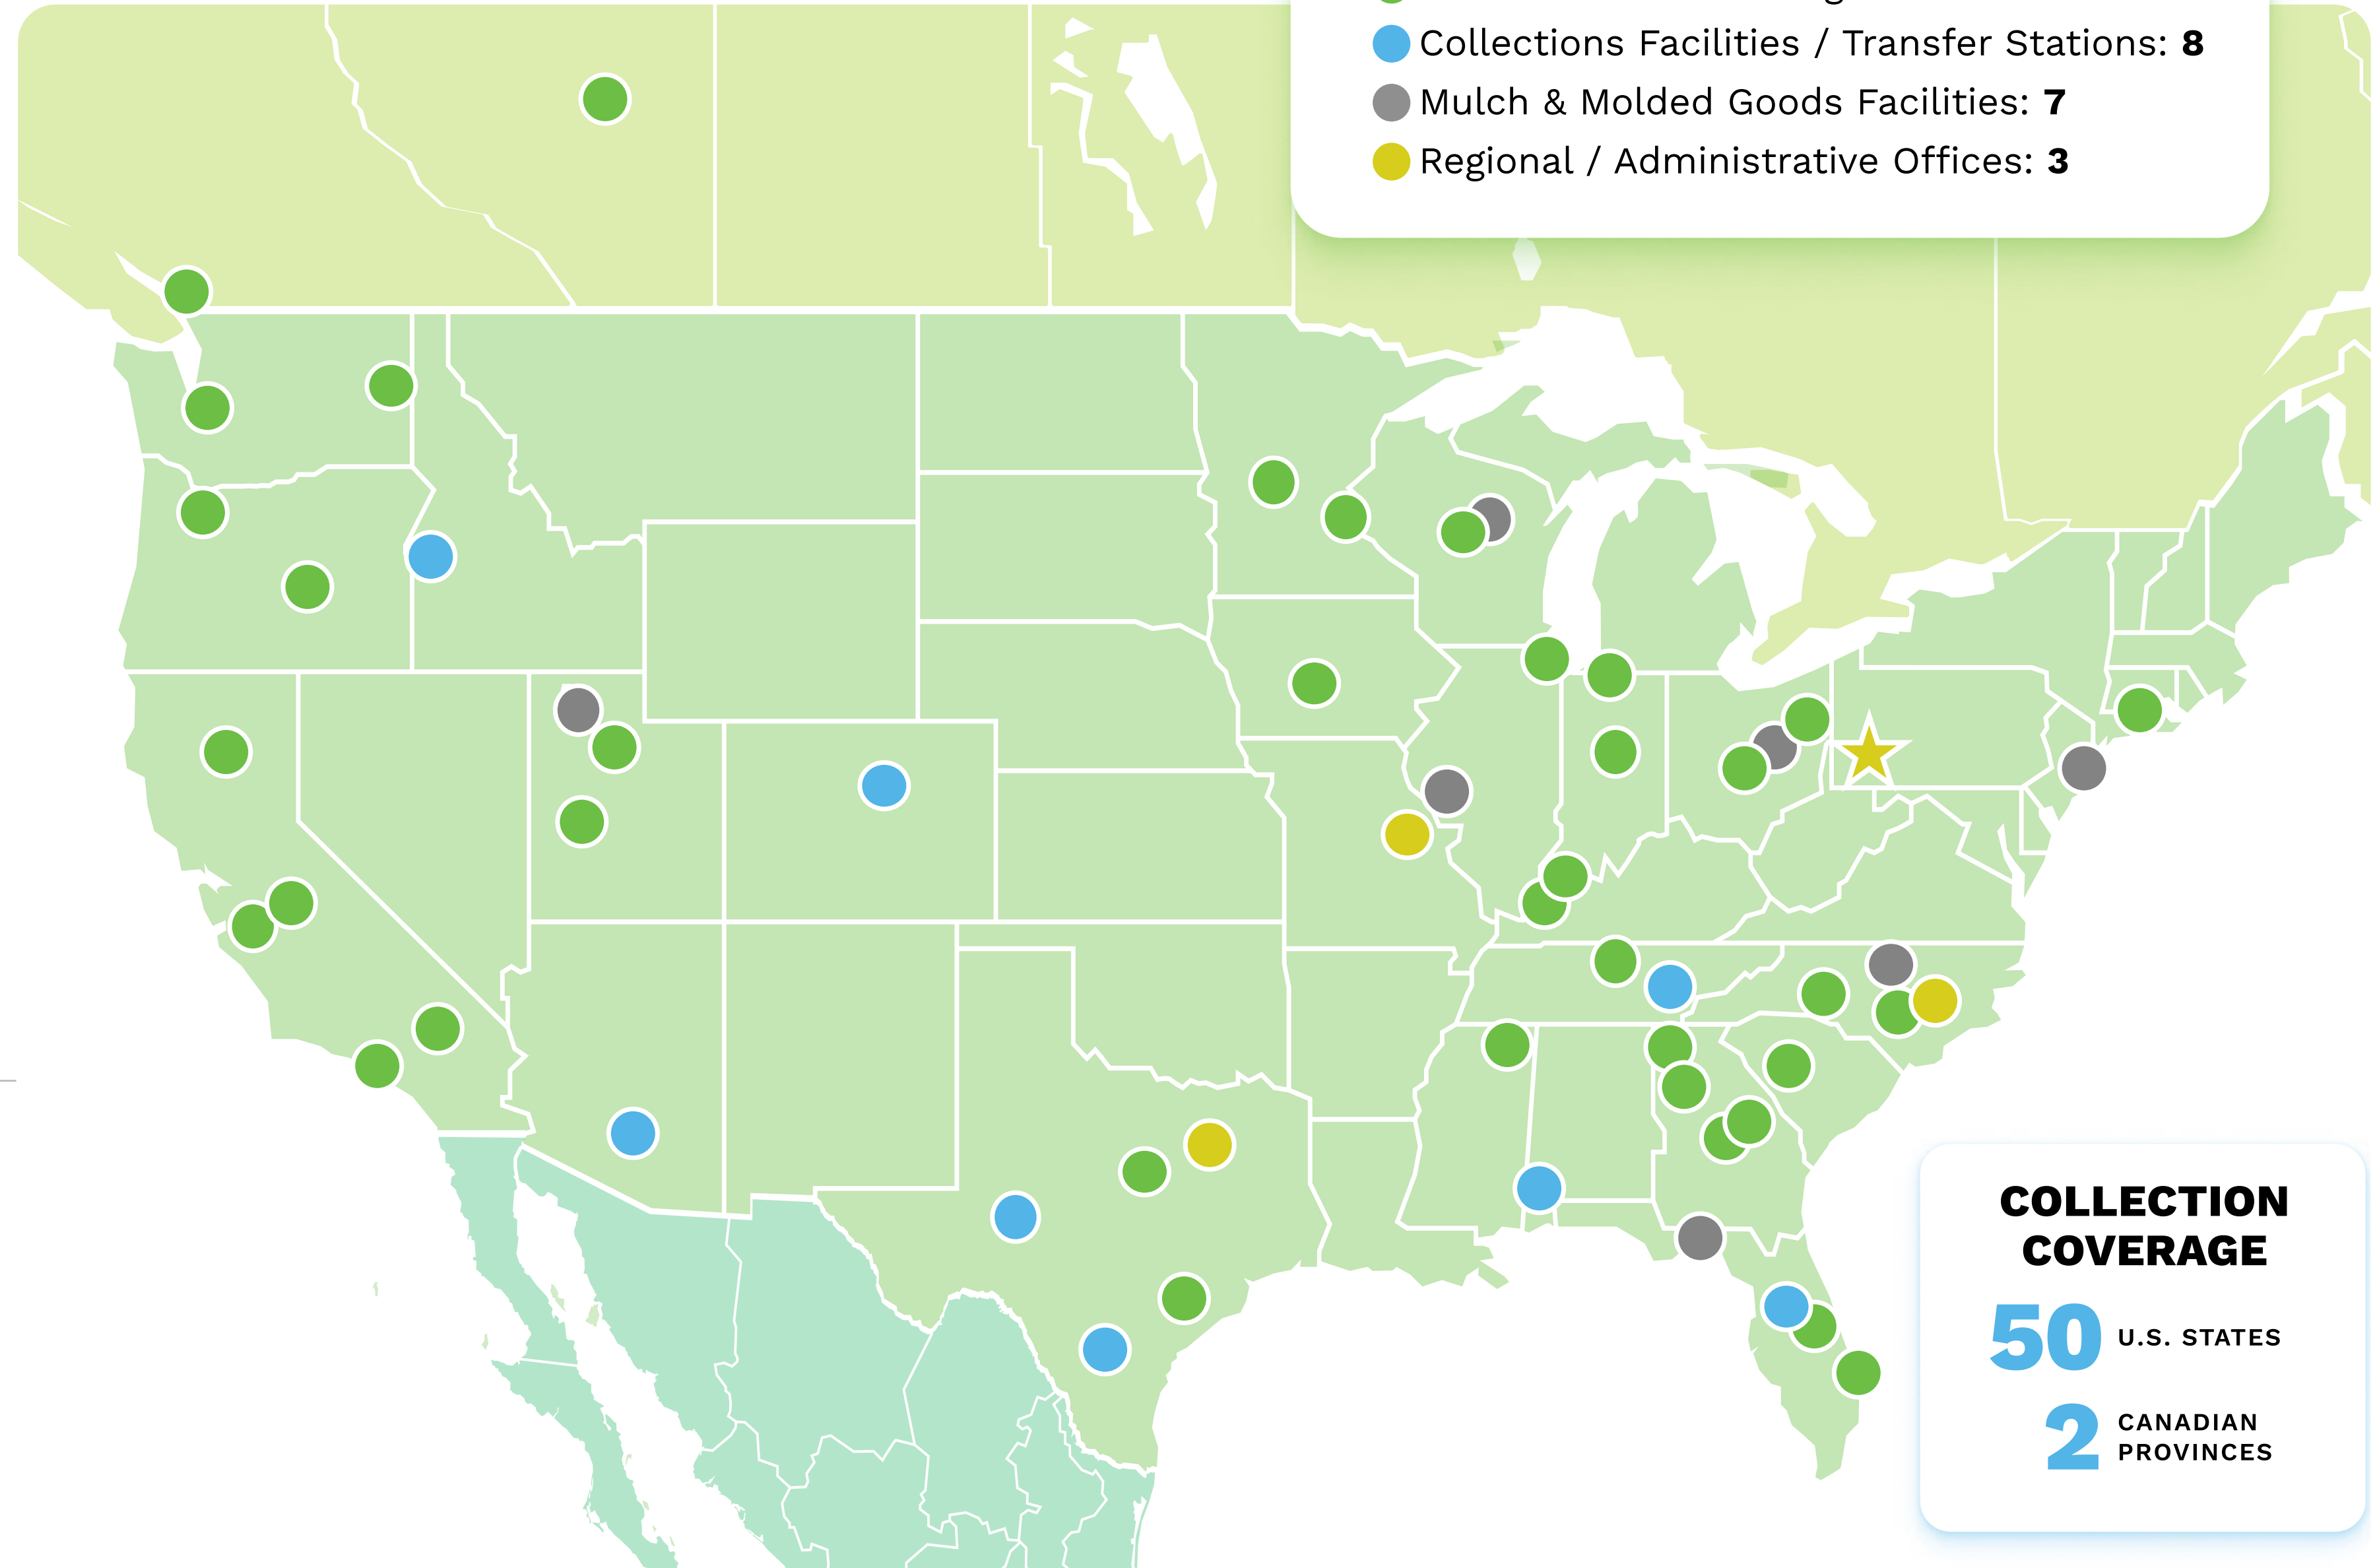 Collections Facilities / Transfer Stations: 8
Mulch & Molded Goods Facilities: 7
Regional / Administrative Offices: 3
COLLECTION
COVERAGE
50 U.S. STATES
2 CANADIAN
PROVINCES